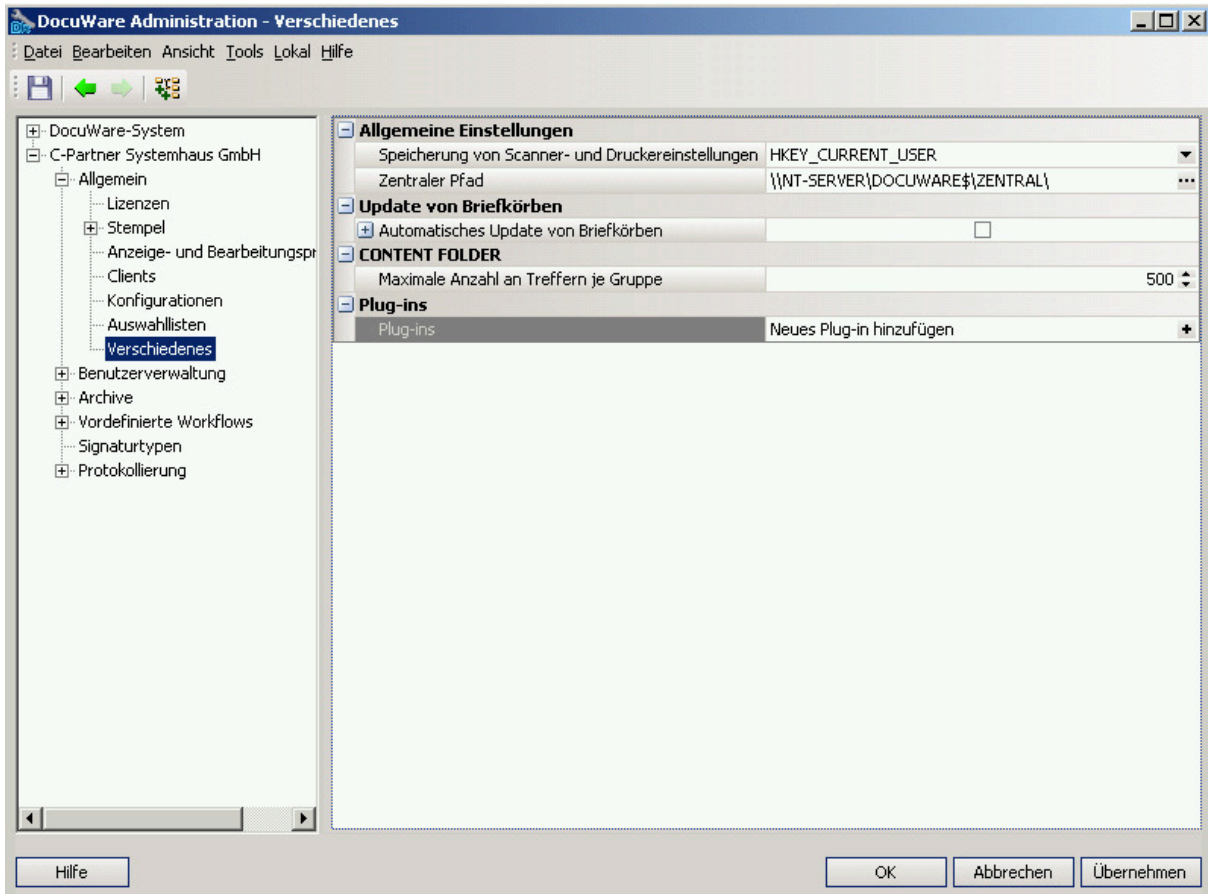 DocuWare Administration - Verschiedenes
Datei Bearbeiten Ansicht Tools Lokal Hilfe
DocuWare-System
C-Partner Systemhaus GmbH
Allgemein
Lizenzen
Stempel
Anzeige- und Bearbeitungspr
Clients
Konfigurationen
Auswahllisten
Verschiedenes
Benutzerverwaltung
Archive
Vordefinierte Workflows
Signaturtypen
Protokollierung
Allgemeine Einstellungen
Speicherung von Scanner- und Druckereinstellungen HKEY_CURRENT_USER
Zentraler Pfad \\NT-SERVER\DOCUWARE$\ZENTRAL\
Update von Briefkörben
Automatisches Update von Briefkörben
CONTENT FOLDER
Maximale Anzahl an Treffern je Gruppe 500
Plug-ins
Plug-ins Neues Plug-in hinzufügen
Hilfe OK Abbrechen Übernehmen